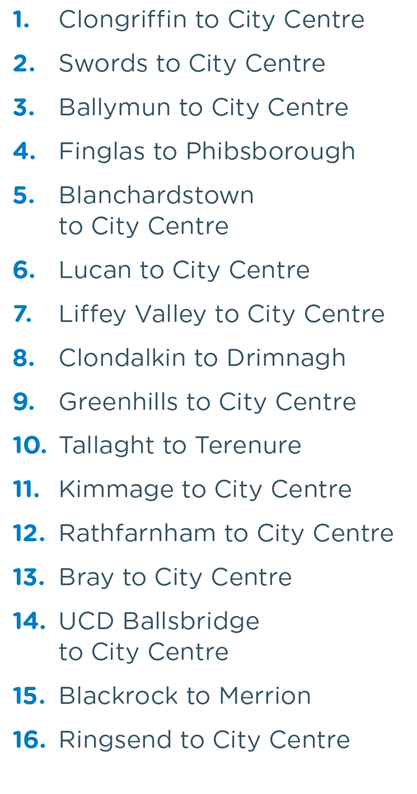 1. Clongriffin to City Centre
2. Swords to City Centre
3. Ballymun to City Centre
4. Finglas to Phibsborough
5. Blanchardstown
to City Centre
6. Lucan to City Centre
7. Liffey Valley to City Centre
8. Clondalkin to Drimnagh
9. Greenhills to City Centre
10. Tallaght to Terenure
11. Kimmage to City Centre
12. Rathfarnham to City Centre
13. Bray to City Centre
14. UCD Ballsbridge
to City Centre
15. Blackrock to Merrion
16. Ringsend to City Centre